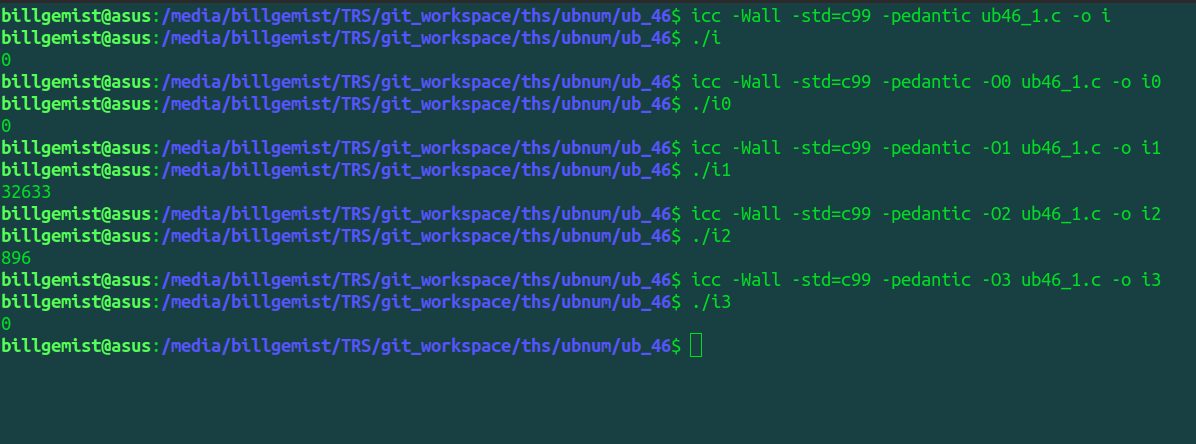 billgemist@asus:/media/billgemist/TRS/git_workspace/ths/ubnum/ub_46$ icc -Wall -std=c99 -pedantic ub46_1.c -o i
billgemist@asus:/media/billgemist/TRS/git_workspace/ths/ubnum/ub_46$ ./i
0
billgemist@asus:/media/billgemist/TRS/git_workspace/ths/ubnum/ub_46$ icc -Wall -std=c99 -pedantic -O0 ub46_1.c -o i0
billgemist@asus:/media/billgemist/TRS/git_workspace/ths/ubnum/ub_46$ ./i0
0
billgemist@asus:/media/billgemist/TRS/git_workspace/ths/ubnum/ub_46$ icc -Wall -std=c99 -pedantic -O1 ub46_1.c -o i1
billgemist@asus:/media/billgemist/TRS/git_workspace/ths/ubnum/ub_46$ ./i1
32633
billgemist@asus:/media/billgemist/TRS/git_workspace/ths/ubnum/ub_46$ icc -Wall -std=c99 -pedantic -O2 ub46_1.c -o i2
billgemist@asus:/media/billgemist/TRS/git_workspace/ths/ubnum/ub_46$ ./i2
896
billgemist@asus:/media/billgemist/TRS/git_workspace/ths/ubnum/ub_46$ icc -Wall -std=c99 -pedantic -O3 ub46_1.c -o i3
billgemist@asus:/media/billgemist/TRS/git_workspace/ths/ubnum/ub_46$ ./i3
0
billgemist@asus:/media/billgemist/TRS/git_workspace/ths/ubnum/ub_46$